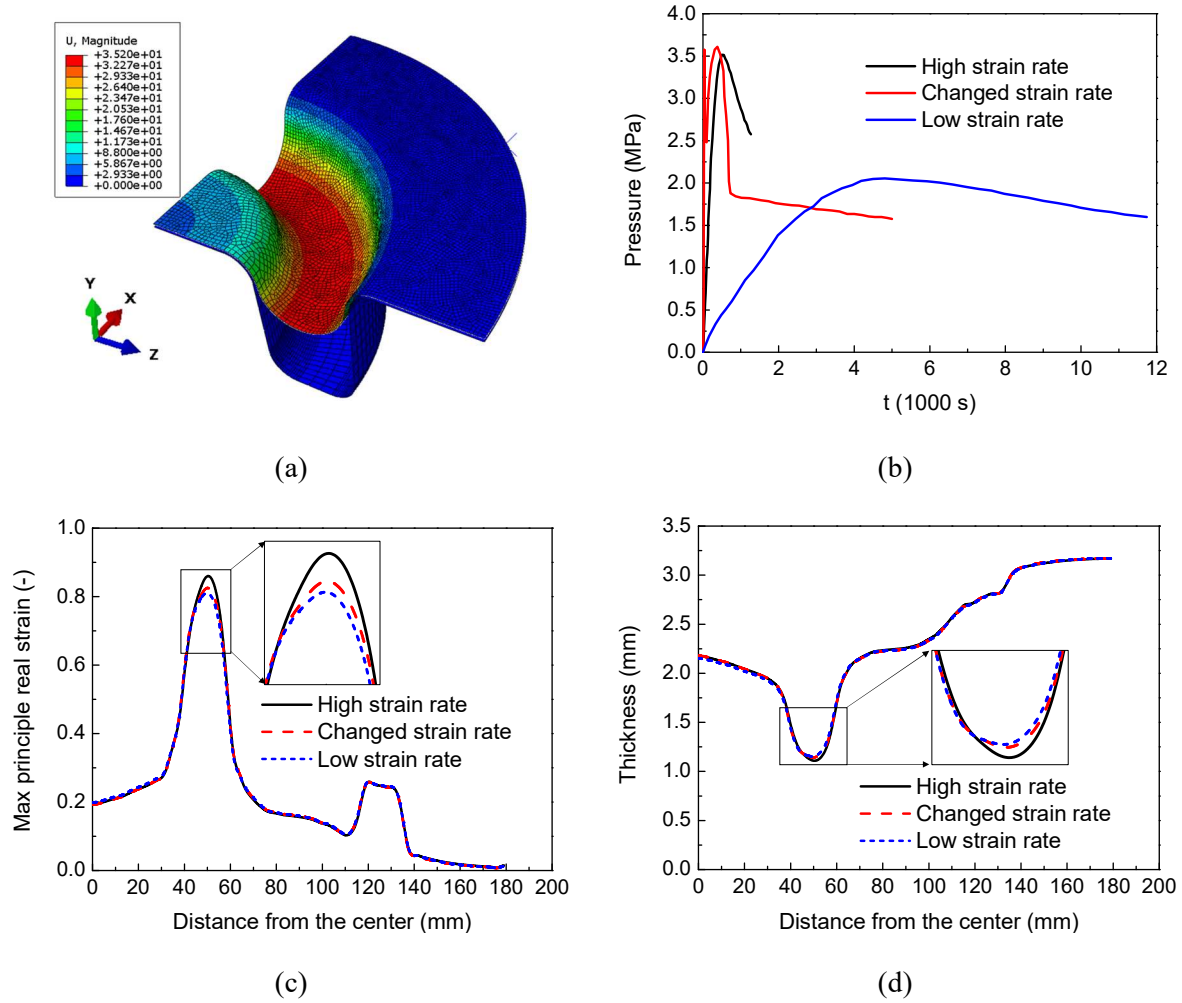 U, Magnitude
+3.520e+01
+3.227e+01
+2.933e+01
+2.640e+01
+2.347e+01
+2.053e+01
+1.760e+01
+1.467e+01
+1.173e+01
+8.800e+00
+5.867e+00
+2.933e+00
+0.000e+00
Y
X
Z
(a)
4.0
3.5
3.0
2.5
2.0
1.5
1.0
0.5
0.0
Pressure (MPa)
High strain rate
Changed strain rate
Low strain rate
0 2 4 6 8 10 12
t (1000 s)
(b)
1.0
0.8
0.6
0.4
0.2
0.0
Max principle real strain (-)
High strain rate
Changed strain rate
Low strain rate
0 20 40 60 80 100 120 140 160 180 200
Distance from the center (mm)
(c)
3.5
3.0
2.5
2.0
1.5
1.0
0.5
0.0
Thickness (mm)
High strain rate
Changed strain rate
Low strain rate
0 20 40 60 80 100 120 140 160 180 200
Distance from the center (mm)
(d)